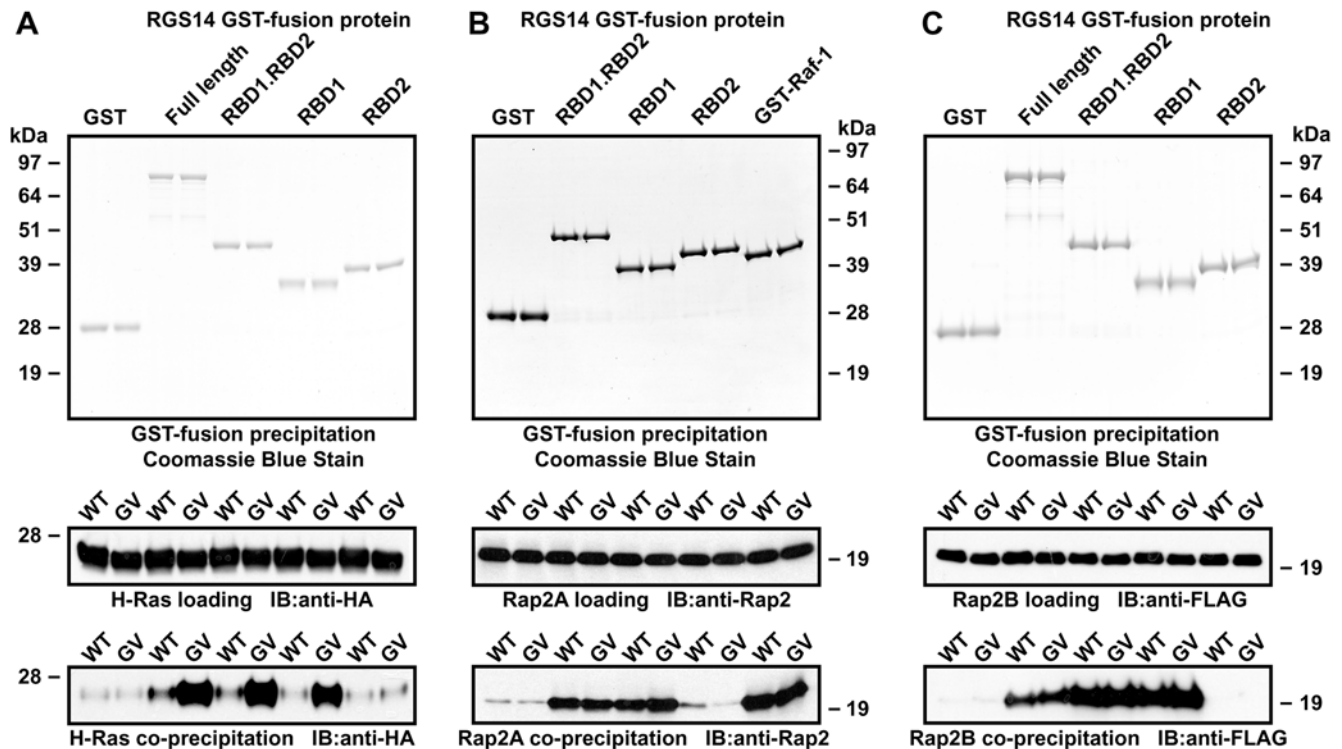 A RGS14 GST-fusion protein
GST Full length RBD1.RBD2 RBD1 RBD2
kDa
97
64
51
39
28
19
GST-fusion precipitation
Coomassie Blue Stain
WT GV WT GV WT GV WT GV WT GV
28
H-Ras loading IB:anti-HA
WT GV WT GV WT GV WT GV WT GV
28
H-Ras co-precipitation IB:anti-HA
B RGS14 GST-fusion protein
GST RBD1.RBD2 RBD1 RBD2 GST-Raf-1
kDa
97
64
51
39
28
19
GST-fusion precipitation
Coomassie Blue Stain
WT GV WT GV WT GV WT GV WT GV
19
Rap2A loading IB:anti-Rap2
WT GV WT GV WT GV WT GV WT GV
19
Rap2A co-precipitation IB:anti-Rap2
C RGS14 GST-fusion protein
GST Full length RBD1.RBD2 RBD1 RBD2
kDa
97
64
51
39
28
19
GST-fusion precipitation
Coomassie Blue Stain
WT GV WT GV WT GV WT GV WT GV
19
Rap2B loading IB:anti-FLAG
WT GV WT GV WT GV WT GV WT GV
19
Rap2B co-precipitation IB:anti-FLAG